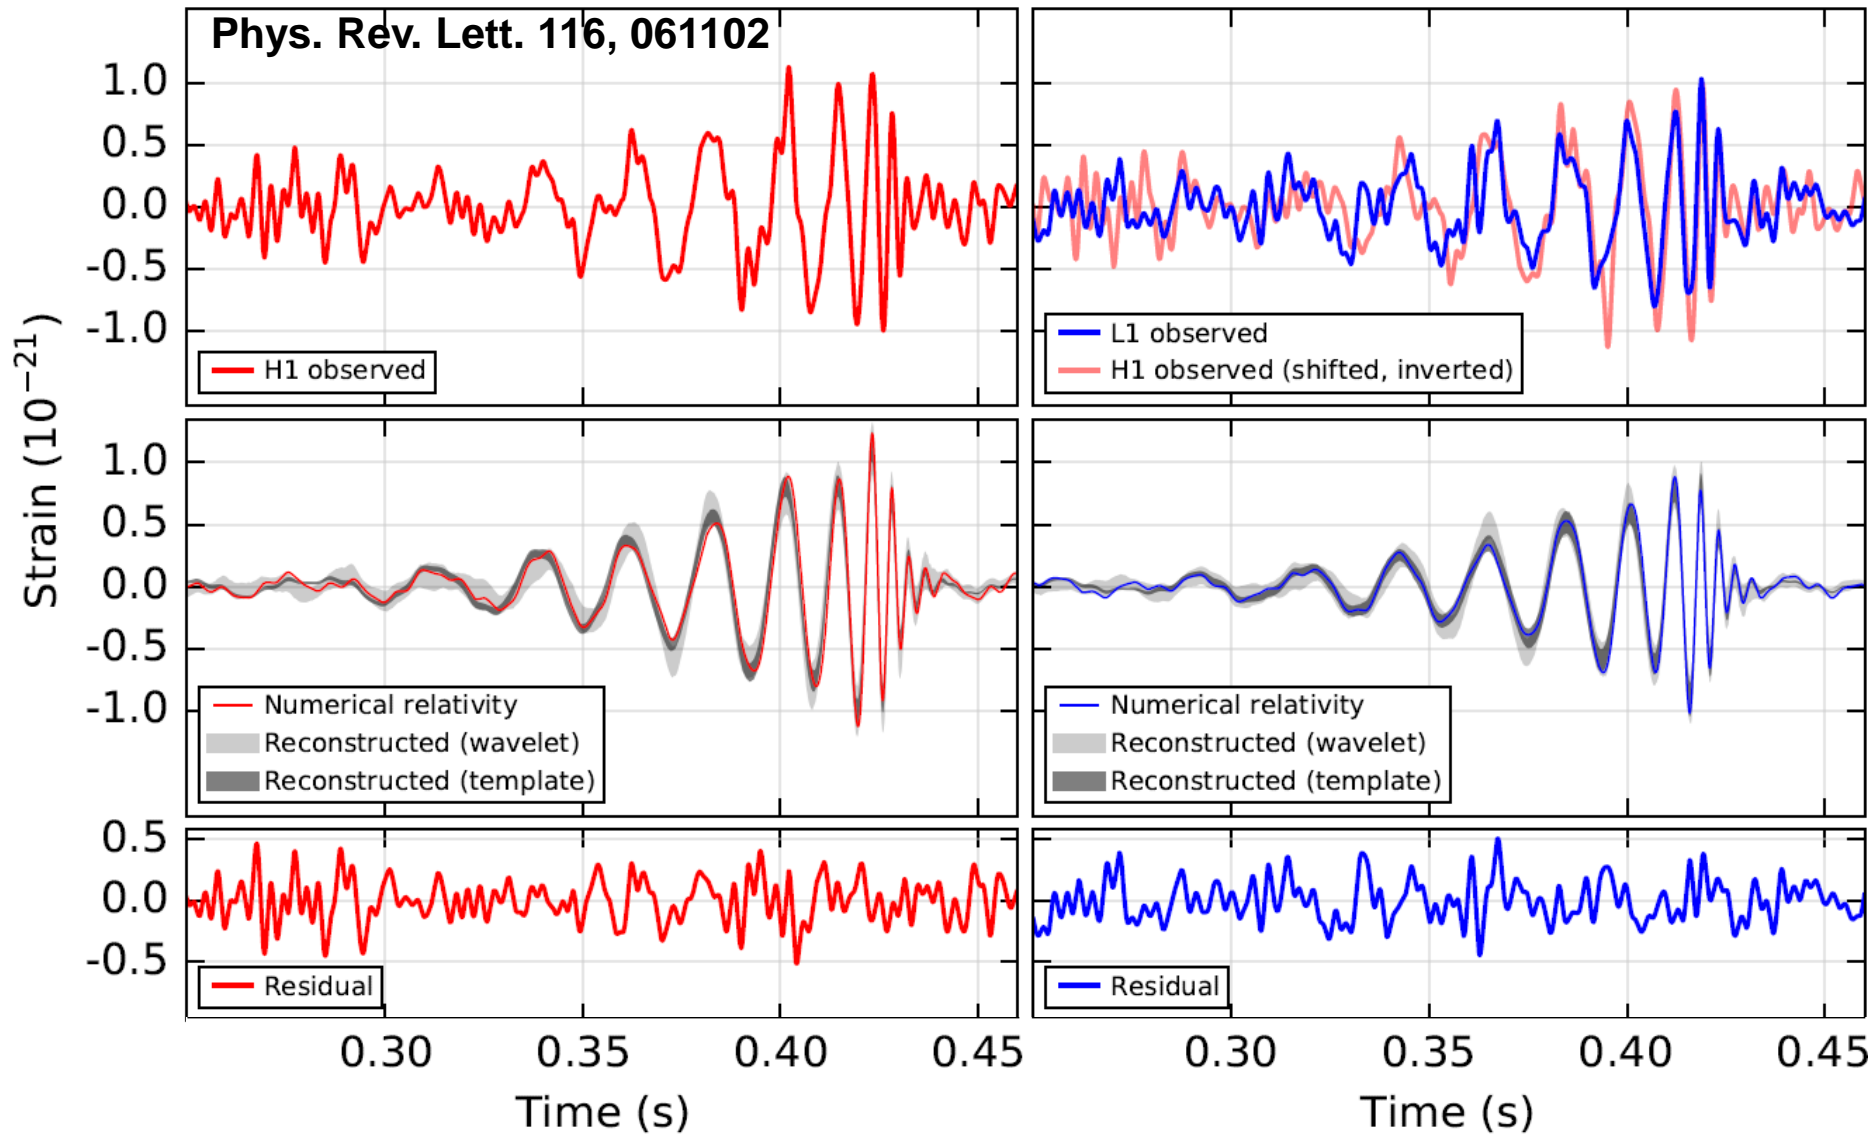 Phys. Rev. Lett. 116, 061102
Strain (10⁻²¹)
1.0
0.5
0.0
-0.5
-1.0
H1 observed
L1 observed
H1 observed (shifted, inverted)
1.0
0.5
0.0
-0.5
-1.0
Numerical relativity
Reconstructed (wavelet)
Reconstructed (template)
Numerical relativity
Reconstructed (wavelet)
Reconstructed (template)
0.5
0.0
-0.5
Residual
Residual
0.30 0.35 0.40 0.45
0.30 0.35 0.40 0.45
Time (s)
Time (s)